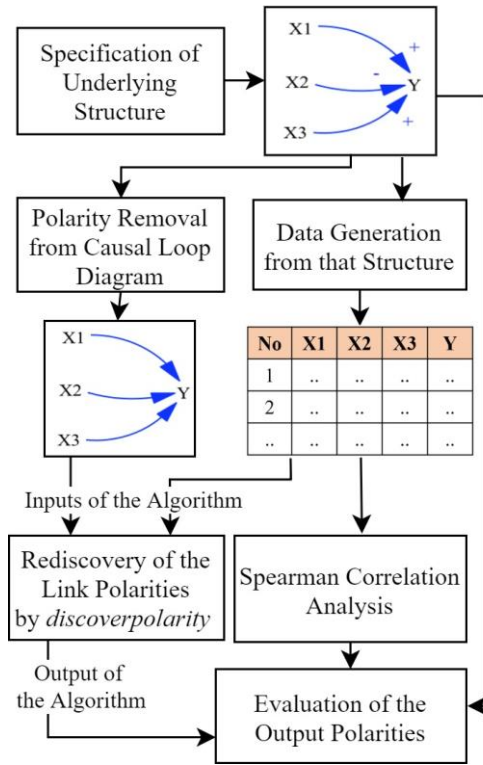 Specification of
Underlying
Structure
X1
+
X2
-
Y
X3
+
Polarity Removal
from Causal Loop
Diagram
Data Generation
from that Structure
X1
X2
Y
X3
No X1 X2 X3 Y
1 .. .. .. ..
2 .. .. .. ..
.. .. .. .. ..
Inputs of the Algorithm
Rediscovery of the
Link Polarities
by discoverpolarity
Spearman Correlation
Analysis
Output of
the Algorithm
Evaluation of the
Output Polarities